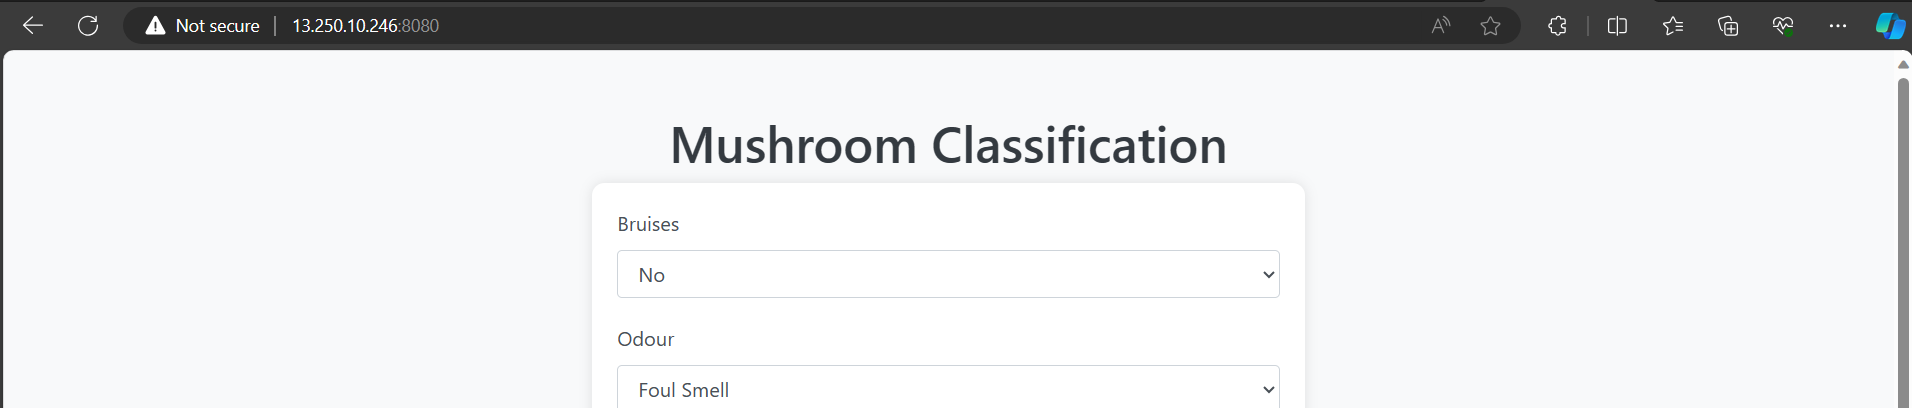 Not secure | 13.250.10.246:8080
Mushroom Classification
Bruises
No
Odour
Foul Smell